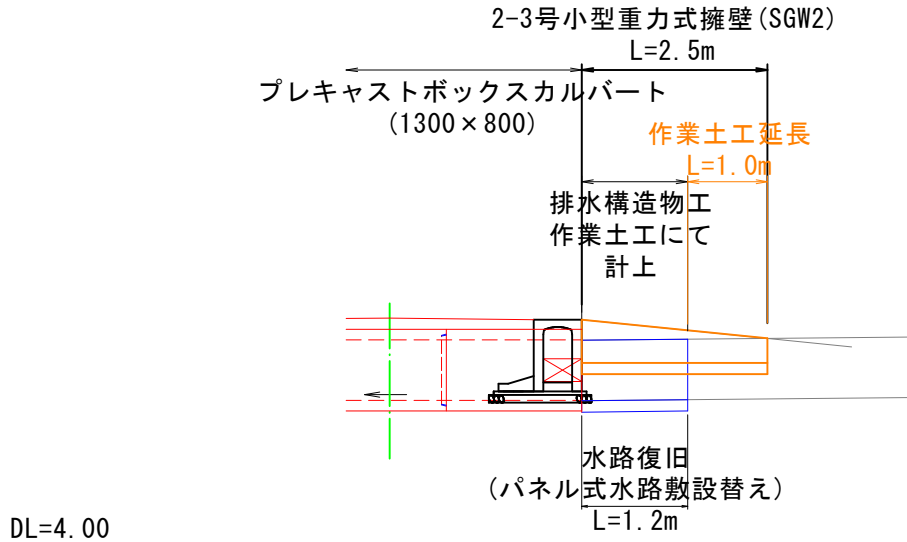 2-3号小型重力式擁壁(SGW2)
L=2.5m
プレキャストボックスカルバート
(1300×800)
作業土工延長
L=1.0m
排水構造物工
作業土工にて
計上
水路復旧
(パネル式水路敷設替え)
L=1.2m
DL=4.00